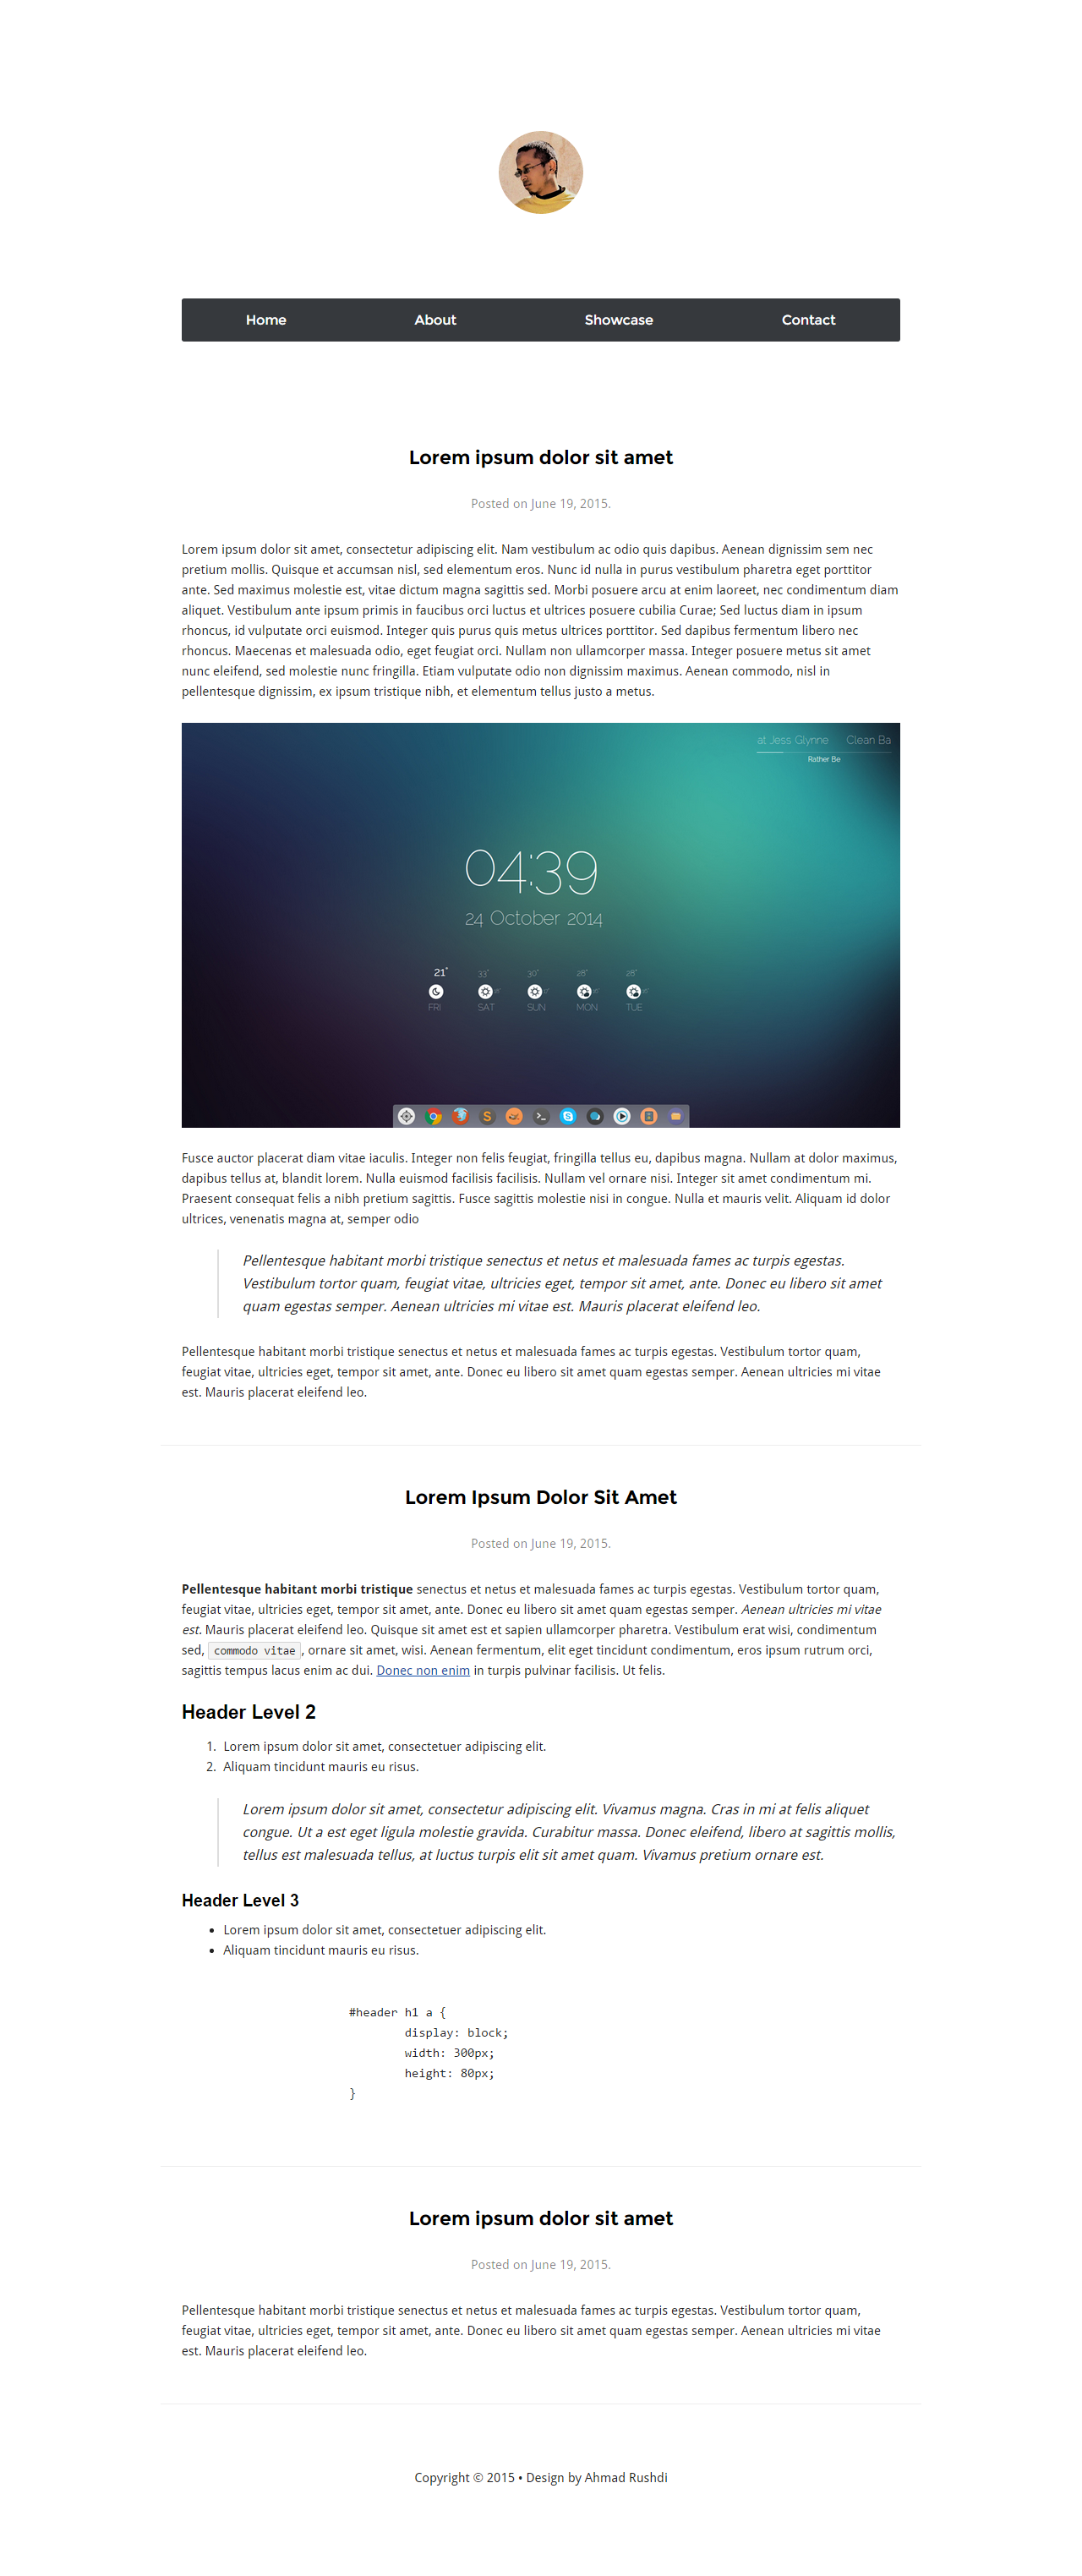 Home About Showcase Contact
Lorem ipsum dolor sit amet
Posted on June 19, 2015.
Lorem ipsum dolor sit amet, consectetur adipiscing elit. Nam vestibulum ac odio quis dapibus. Aenean dignissim sem nec
pretium mollis. Quisque et accumsan nisl, sed elementum eros. Nunc id nulla in purus vestibulum pharetra eget porttitor
ante. Sed maximus molestie est, vitae dictum magna sagittis sed. Morbi posuere arcu at enim laoreet, nec condimentum diam
aliquet. Vestibulum ante ipsum primis in faucibus orci luctus et ultrices posuere cubilia Curae; Sed luctus diam in ipsum
rhoncus, id vulputate orci euismod. Integer quis purus quis metus ultrices porttitor. Sed dapibus fermentum libero nec
rhoncus. Maecenas et malesuada odio, eget feugiat orci. Nullam non ullamcorper massa. Integer posuere metus sit amet
nunc eleifend, sed molestie nunc fringilla. Etiam vulputate odio non dignissim maximus. Aenean commodo, nisl in
pellentesque dignissim, ex ipsum tristique nibh, et elementum tellus justo a metus.
at Jess Glynne Clean Ba
Rather Be
04:39
24 October 2014
21° 33° 30° 28° 28°
FRI SAT SUN MON TUE
Fusce auctor placerat diam vitae iaculis. Integer non felis feugiat, fringilla tellus eu, dapibus magna. Nullam at dolor maximus,
dapibus tellus at, blandit lorem. Nulla euismod facilisis facilisis. Nullam vel ornare nisi. Integer sit amet condimentum mi.
Praesent consequat felis a nibh pretium sagittis. Fusce sagittis molestie nisi in congue. Nulla et mauris velit. Aliquam id dolor
ultrices, venenatis magna at, semper odio
Pellentesque habitant morbi tristique senectus et netus et malesuada fames ac turpis egestas.
Vestibulum tortor quam, feugiat vitae, ultricies eget, tempor sit amet, ante. Donec eu libero sit amet
quam egestas semper. Aenean ultricies mi vitae est. Mauris placerat eleifend leo.
Pellentesque habitant morbi tristique senectus et netus et malesuada fames ac turpis egestas. Vestibulum tortor quam,
feugiat vitae, ultricies eget, tempor sit amet, ante. Donec eu libero sit amet quam egestas semper. Aenean ultricies mi vitae
est. Mauris placerat eleifend leo.
Lorem Ipsum Dolor Sit Amet
Posted on June 19, 2015.
Pellentesque habitant morbi tristique senectus et netus et malesuada fames ac turpis egestas. Vestibulum tortor quam,
feugiat vitae, ultricies eget, tempor sit amet, ante. Donec eu libero sit amet quam egestas semper. Aenean ultricies mi vitae
est. Mauris placerat eleifend leo. Quisque sit amet est et sapien ullamcorper pharetra. Vestibulum erat wisi, condimentum
sed, commodo vitae, ornare sit amet, wisi. Aenean fermentum, elit eget tincidunt condimentum, eros ipsum rutrum orci,
sagittis tempus lacus enim ac dui. Donec non enim in turpis pulvinar facilisis. Ut felis.
Header Level 2
1. Lorem ipsum dolor sit amet, consectetuer adipiscing elit.
2. Aliquam tincidunt mauris eu risus.
Lorem ipsum dolor sit amet, consectetur adipiscing elit. Vivamus magna. Cras in mi at felis aliquet
congue. Ut a est eget ligula molestie gravida. Curabitur massa. Donec eleifend, libero at sagittis mollis,
tellus est malesuada tellus, at luctus turpis elit sit amet quam. Vivamus pretium ornare est.
Header Level 3
• Lorem ipsum dolor sit amet, consectetuer adipiscing elit.
• Aliquam tincidunt mauris eu risus.
#header h1 a {
display: block;
width: 300px;
height: 80px;
}
Lorem ipsum dolor sit amet
Posted on June 19, 2015.
Pellentesque habitant morbi tristique senectus et netus et malesuada fames ac turpis egestas. Vestibulum tortor quam,
feugiat vitae, ultricies eget, tempor sit amet, ante. Donec eu libero sit amet quam egestas semper. Aenean ultricies mi vitae
est. Mauris placerat eleifend leo.
Copyright © 2015 • Design by Ahmad Rushdi